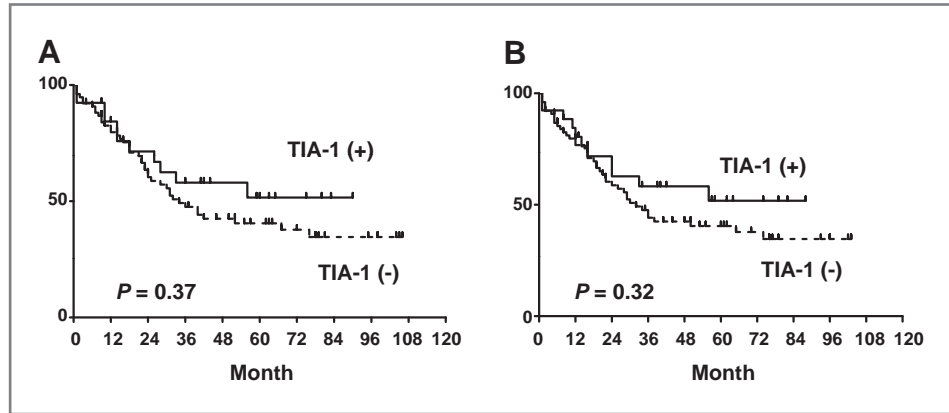 A
100
50
0
TIA-1 (+)
TIA-1 (-)
P = 0.37
0 12 24 36 48 60 72 84 96 108 120
Month
B
100
50
0
TIA-1 (+)
TIA-1 (-)
P = 0.32
0 12 24 36 48 60 72 84 96 108 120
Month